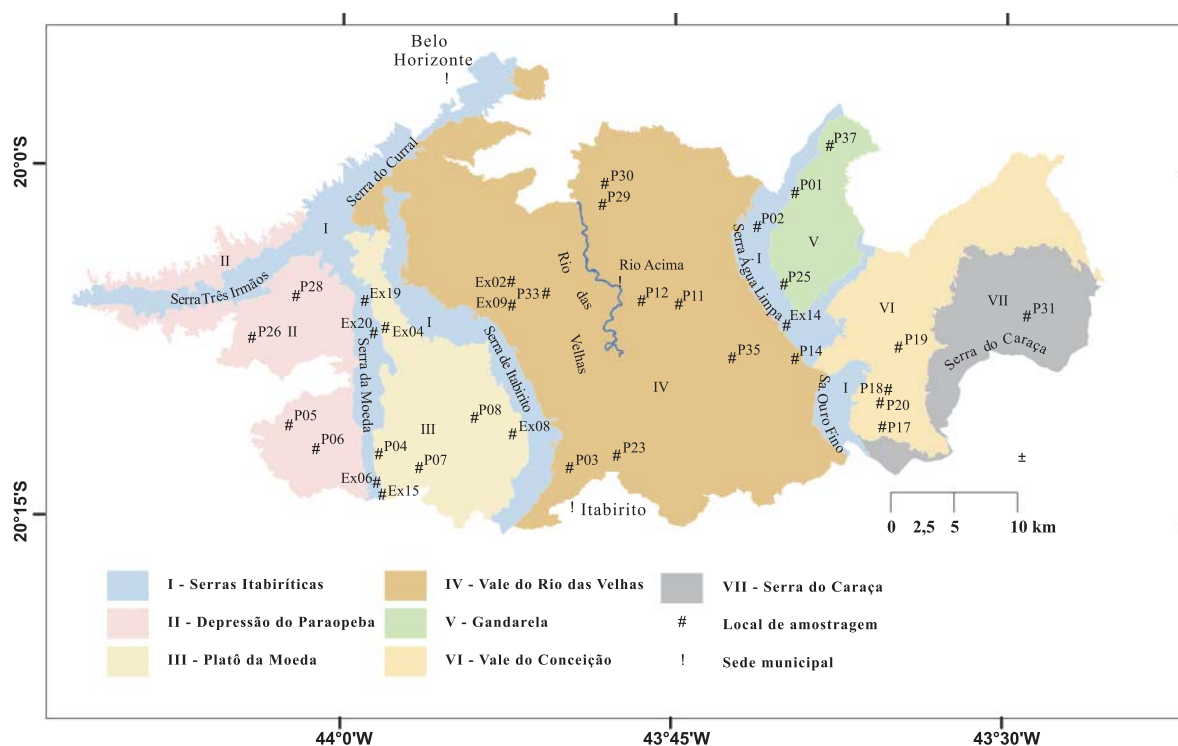 Belo
Horizonte
!
20°0'S
20°15'S
Serra do Curral
I
II
Serra Três Irmãos
# P28
# P26
II
# P05
# P06
# Ex19
Ex20 #
# Ex04
I
Serra da Moeda
Serra de Itabirito
# P08
# Ex08
III
# P04
# P07
Ex06 #
# Ex15
# P30
# P29
Rio
das
Velhas
! Rio Acima
Ex02 #
P33 #
Ex09 #
# P12
# P11
# P35
IV
# P03
# P23
! Itabirito
# P37
# P01
# P02
V
Serra Água Limpa
I
# P25
Ex14
#
# P14
VI
# P19
I
Sa. Ouro Fino
P18 #
# P20
# P17
VII
# P31
Serra do Caraça
±
0 2,5 5 10 km
I - Serras Itabiríticas
II - Depressão do Paraopeba
III - Platô da Moeda
IV - Vale do Rio das Velhas
V - Gandarela
VI - Vale do Conceição
VII - Serra do Caraça
# Local de amostragem
! Sede municipal
44°0'W 43°45'W 43°30'W